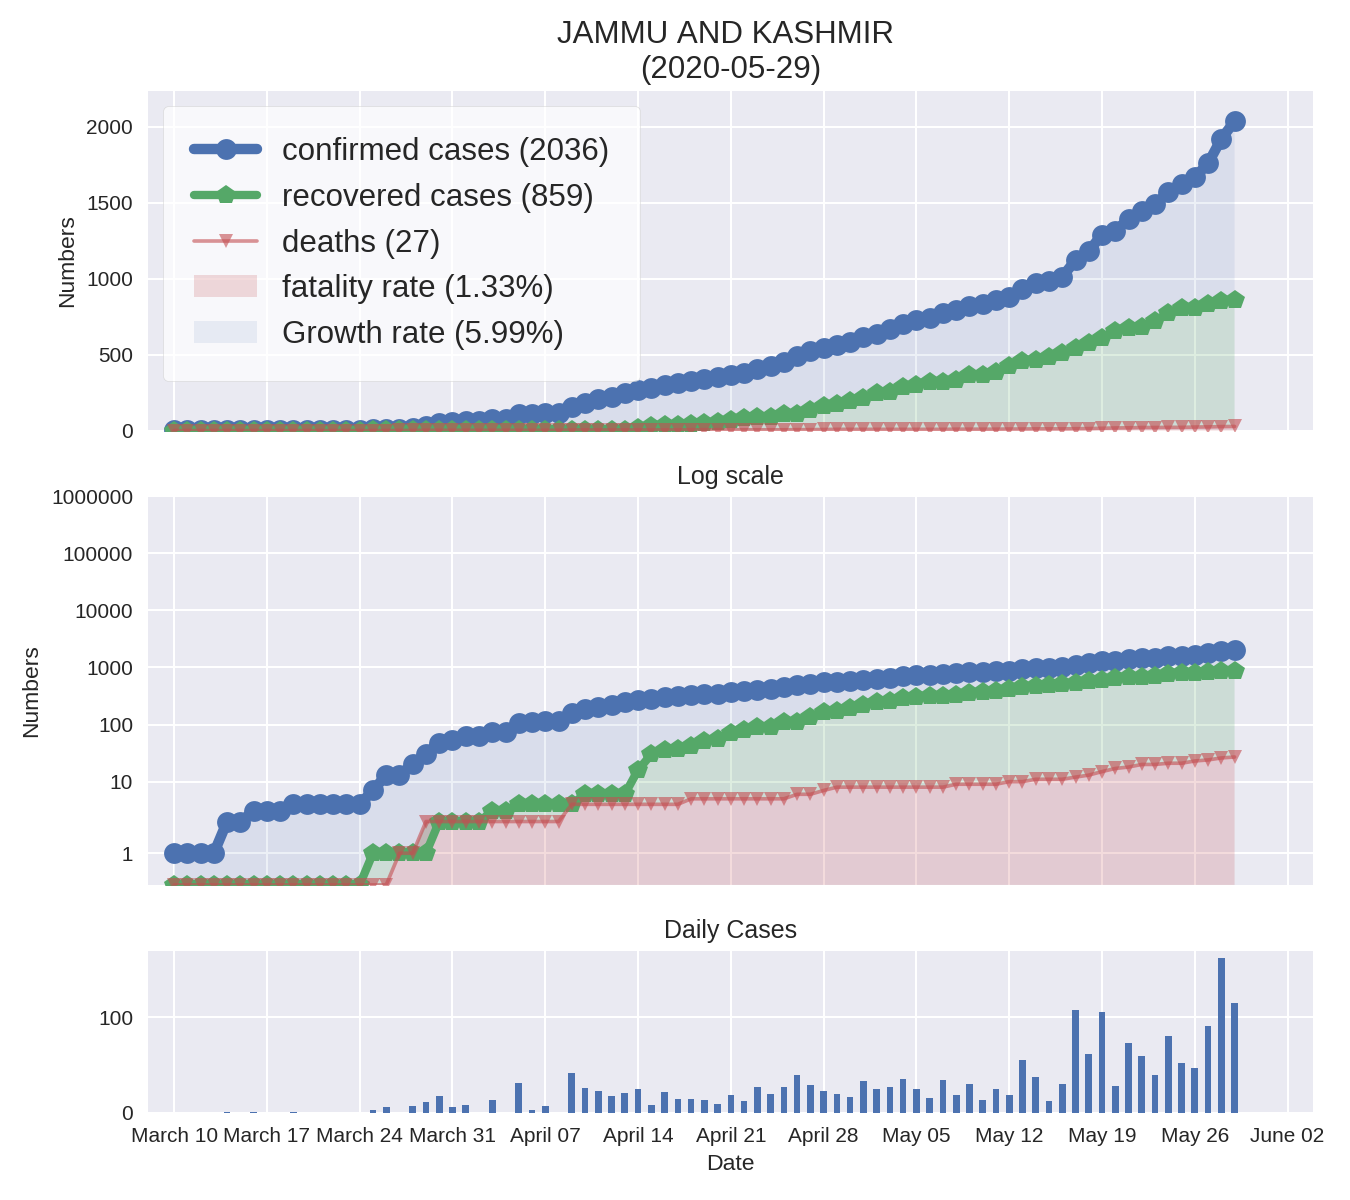 JAMMU AND KASHMIR
(2020-05-29)
Numbers
2000
1500
1000
500
0
confirmed cases (2036)
recovered cases (859)
deaths (27)
fatality rate (1.33%)
Growth rate (5.99%)
Log scale
Numbers
1000000
100000
10000
1000
100
10
1
Daily Cases
100
0
March 10 March 17 March 24 March 31 April 07 April 14 April 21 April 28 May 05 May 12 May 19 May 26 June 02
Date